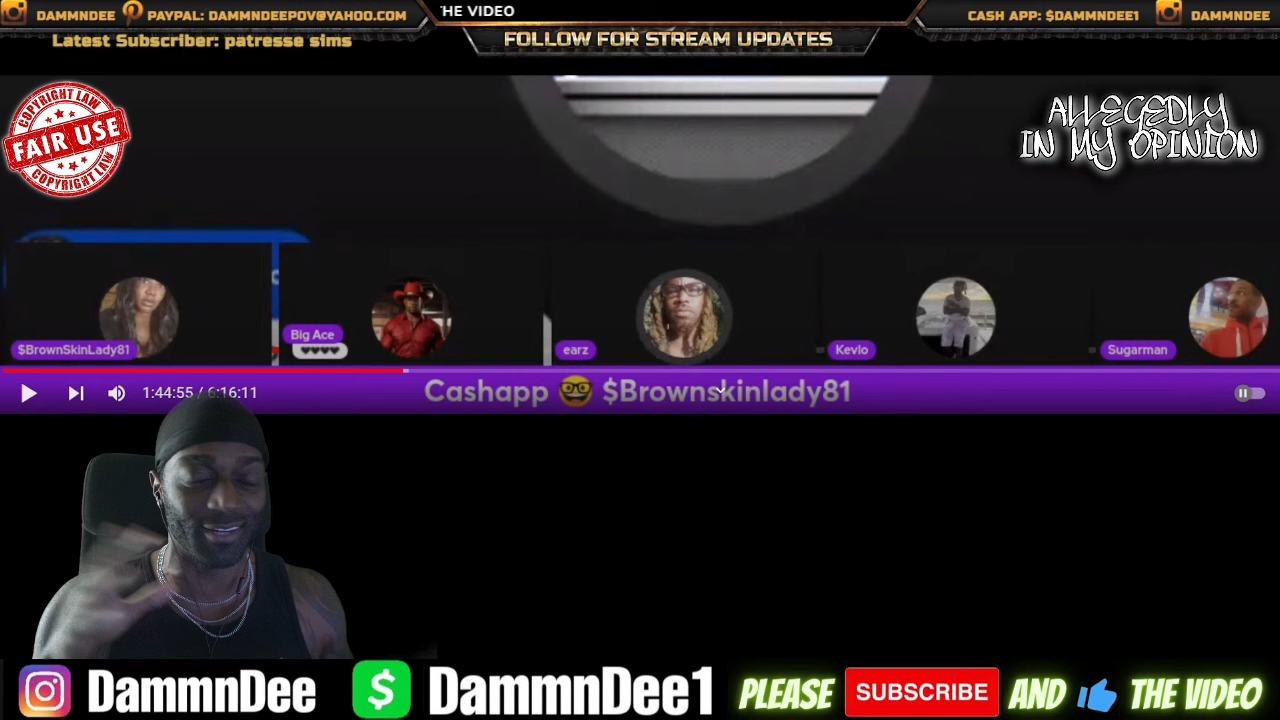 DAMMNDEE PAYPAL: DAMMNDEEPOV@YAHOO.COM
HE VIDEO
CASH APP: $DAMMNDEE1 DAMMNDEE
Latest Subscriber: patresse sims
FOLLOW FOR STREAM UPDATES
COPYRIGHT LAW
FAIR USE
COPYRIGHT LAW
ALLEGEDLY
IN MY OPINION
$BrownSkinLady81
Big Ace
earz
Kevlo
Sugarman
1:44:55 / 6:16:11
Cashapp 🤓 $Brownskinlady81
DammnDee
$ DammnDee1
PLEASE SUBSCRIBE AND 👍 THE VIDEO